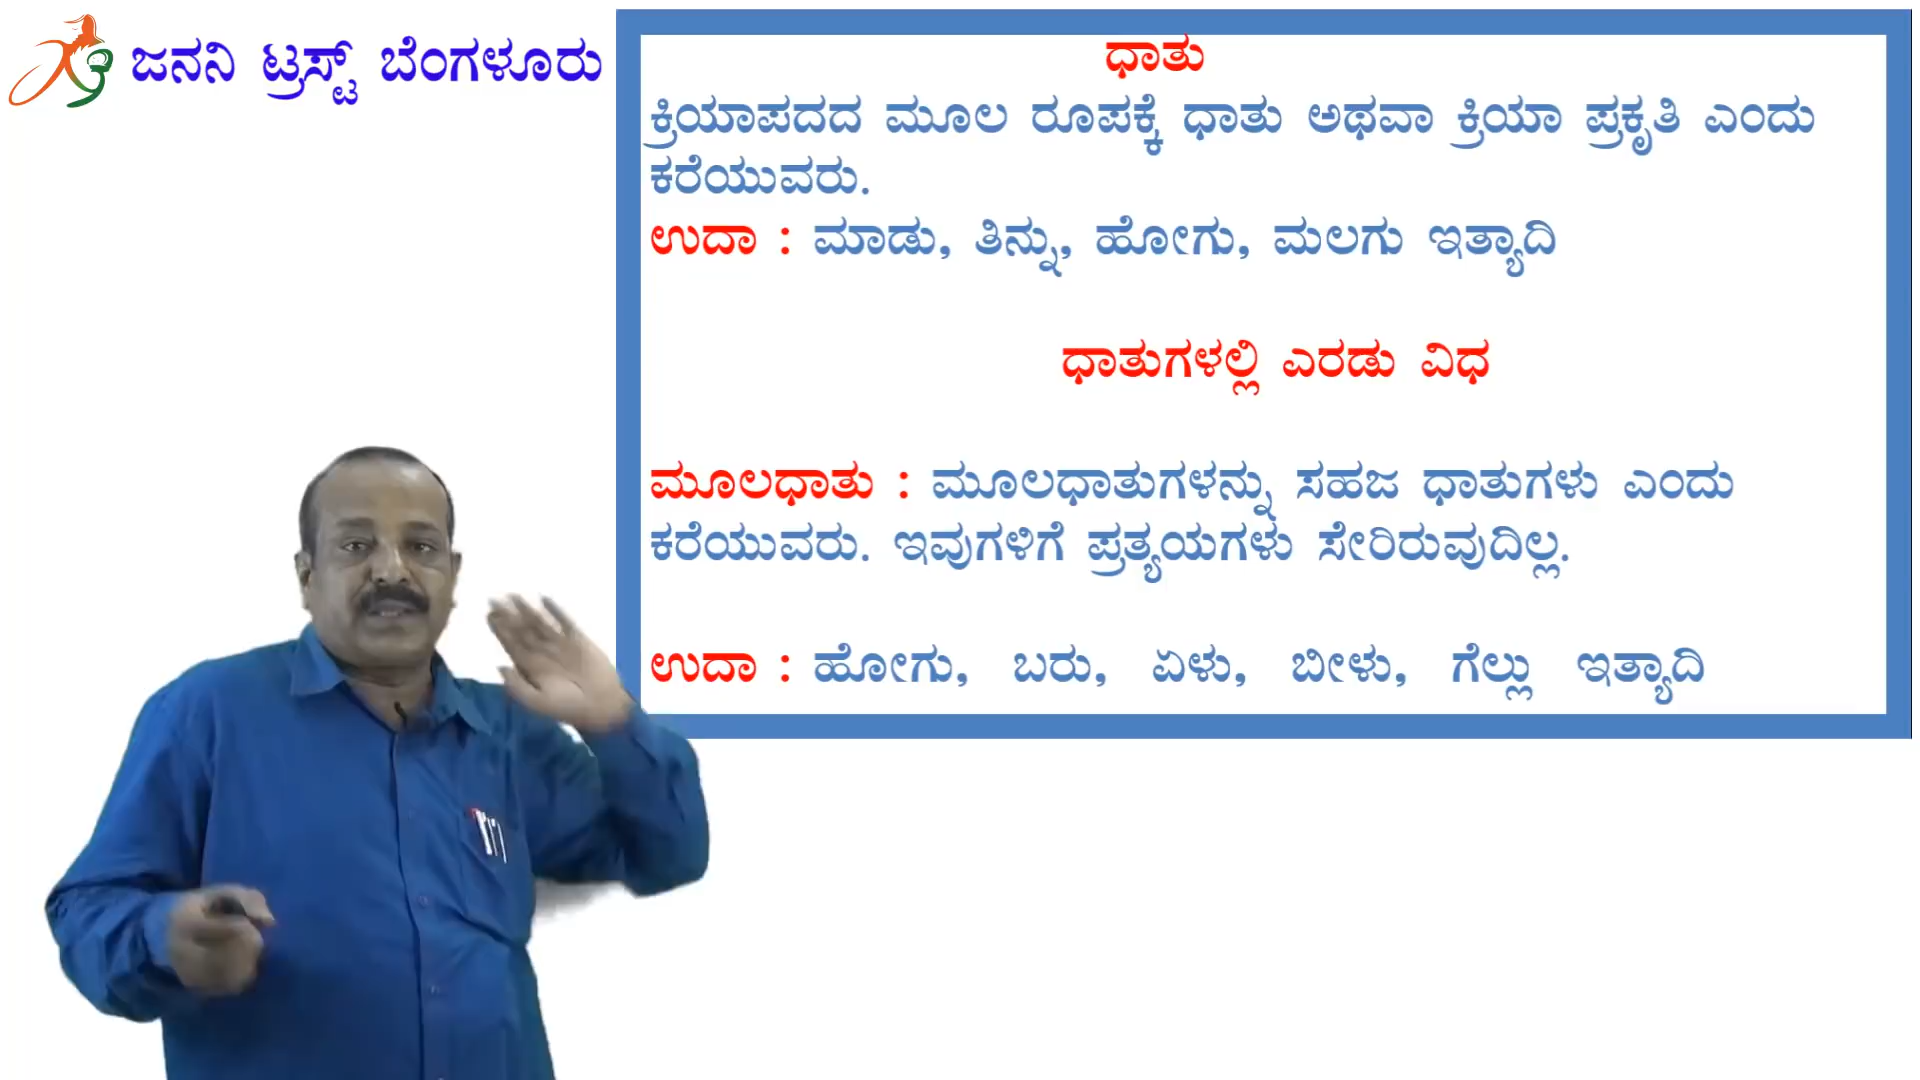 ಜನನಿ ಟ್ರಸ್ಟ್ ಬೆಂಗಳೂರು
ಧಾತು
ಕ್ರಿಯಾಪದದ ಮೂಲ ರೂಪಕ್ಕೆ ಧಾತು ಅಥವಾ ಕ್ರಿಯಾ ಪ್ರಕೃತಿ ಎಂದು
ಕರೆಯುವರು.
ಉದಾ : ಮಾಡು, ತಿನ್ನು, ಹೋಗು, ಮಲಗು ಇತ್ಯಾದಿ
ಧಾತುಗಳಲ್ಲಿ ಎರಡು ವಿಧ
ಮೂಲಧಾತು : ಮೂಲಧಾತುಗಳನ್ನು ಸಹಜ ಧಾತುಗಳು ಎಂದು
ಕರೆಯುವರು. ಇವುಗಳಿಗೆ ಪ್ರತ್ಯಯಗಳು ಸೇರಿರುವುದಿಲ್ಲ.
ಉದಾ : ಹೋಗು, ಬರು, ಏಳು, ಬೀಳು, ಗೆಲ್ಲು ಇತ್ಯಾದಿ